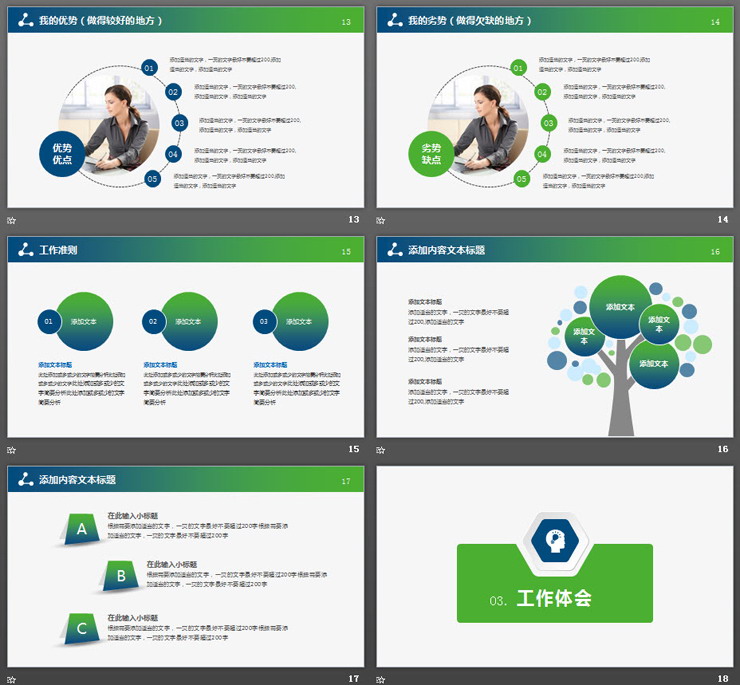 我的优势（做得较好的地方）
13
01
添加适当的文字，一页的文字最好不要超过200,添加
适当的文字，添加适当的文字
02
添加适当的文字，一页的文字最好不要超过200,
添加适当的文字，添加适当的文字
03
添加适当的文字，一页的文字最好不要超过200,
添加适当的文字，添加适当的文字
04
添加适当的文字，一页的文字最好不要超过200,
添加适当的文字，添加适当的文字
05
添加适当的文字，一页的文字最好不要超过200,添加
适当的文字，添加适当的文字
优势
优点
13
我的劣势（做得欠缺的地方）
14
01
添加适当的文字，一页的文字最好不要超过200,添加
适当的文字，添加适当的文字
02
添加适当的文字，一页的文字最好不要超过200,
添加适当的文字，添加适当的文字
03
添加适当的文字，一页的文字最好不要超过200,
添加适当的文字，添加适当的文字
04
添加适当的文字，一页的文字最好不要超过200,
添加适当的文字，添加适当的文字
05
添加适当的文字，一页的文字最好不要超过200,添加
适当的文字，添加适当的文字
劣势
缺点
14
工作准则
15
01
添加文本
02
添加文本
03
添加文本
添加文本标题
添加文本标题
添加文本标题
15
添加内容文本标题
16
添加文本标题
添加适当的文字，一页的文字最好不要超
过200,添加适当的文字
添加文本标题
添加适当的文字，一页的文字最好不要超
过200,添加适当的文字
添加文本标题
添加适当的文字，一页的文字最好不要超
过200,添加适当的文字
添加文本
添加文
本
添加文
本
添加文本
16
添加内容文本标题
17
A
在此输入小标题
根据需要添加适当的文字，一页的文字最好不要超过200字根据需要添
加适当的文字，一页的文字最好不要超过200字
B
在此输入小标题
根据需要添加适当的文字，一页的文字最好不要超过200字根据需要添
加适当的文字，一页的文字最好不要超过200字
C
在此输入小标题
根据需要添加适当的文字，一页的文字最好不要超过200字根据需要添
加适当的文字，一页的文字最好不要超过200字
17
03. 工作体会
18